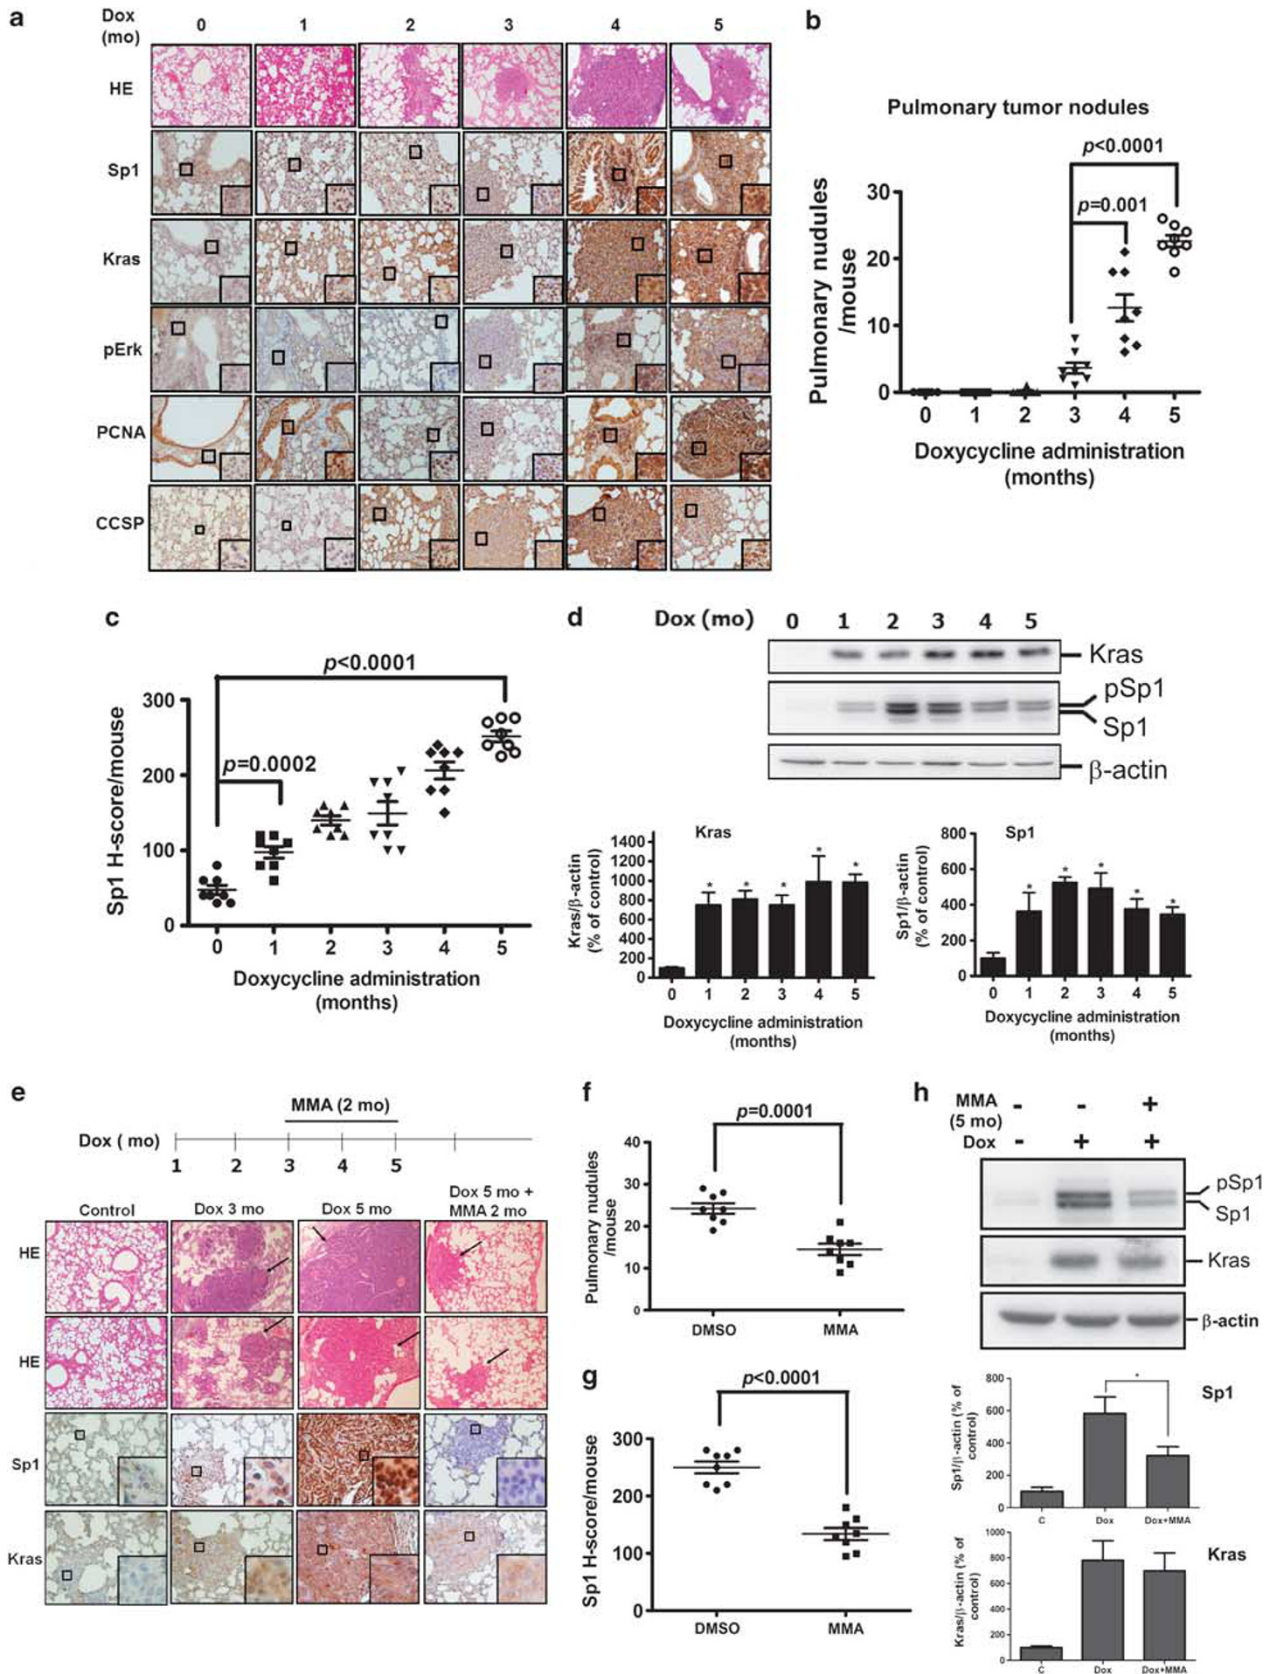 a
Dox
(mo)
0 1 2 3 4 5
HE
Sp1
Kras
pErk
PCNA
CCSP
b
Pulmonary tumor nodules
p<0.0001
p=0.001
Pulmonary nudules
/mouse
30
20
10
0
0 1 2 3 4 5
Doxycycline administration
(months)
c
p<0.0001
p=0.0002
Sp1 H-score/mouse
300
200
100
0
0 1 2 3 4 5
Doxycycline administration
(months)
d
Dox (mo) 0 1 2 3 4 5
Kras
pSp1
Sp1
β-actin
Kras
Kras/β-actin
(% of control)
1400
1200
1000
800
600
400
200
0
* * * * *
0 1 2 3 4 5
Doxycycline administration
(months)
Sp1
Sp1/β-actin
(% of control)
800
600
400
200
0
* * * * *
0 1 2 3 4 5
Doxycycline administration
(months)
e
MMA (2 mo)
Dox ( mo)
1 2 3 4 5
Control Dox 3 mo Dox 5 mo Dox 5 mo +
MMA 2 mo
HE
HE
Sp1
Kras
f
p=0.0001
Pulmonary nudules
/mouse
40
30
20
10
0
DMSO MMA
g
p<0.0001
Sp1 H-score/mouse
300
200
100
0
DMSO MMA
h
MMA - - +
(5 mo)
Dox - + +
pSp1
Sp1
Kras
β-actin
Sp1
Sp1/β-actin (% of
control)
800
600
400
200
0
*
C Dox Dox+MMA
Kras
Kras/β-actin (% of
control)
1000
800
600
400
200
0
C Dox Dox+MMA